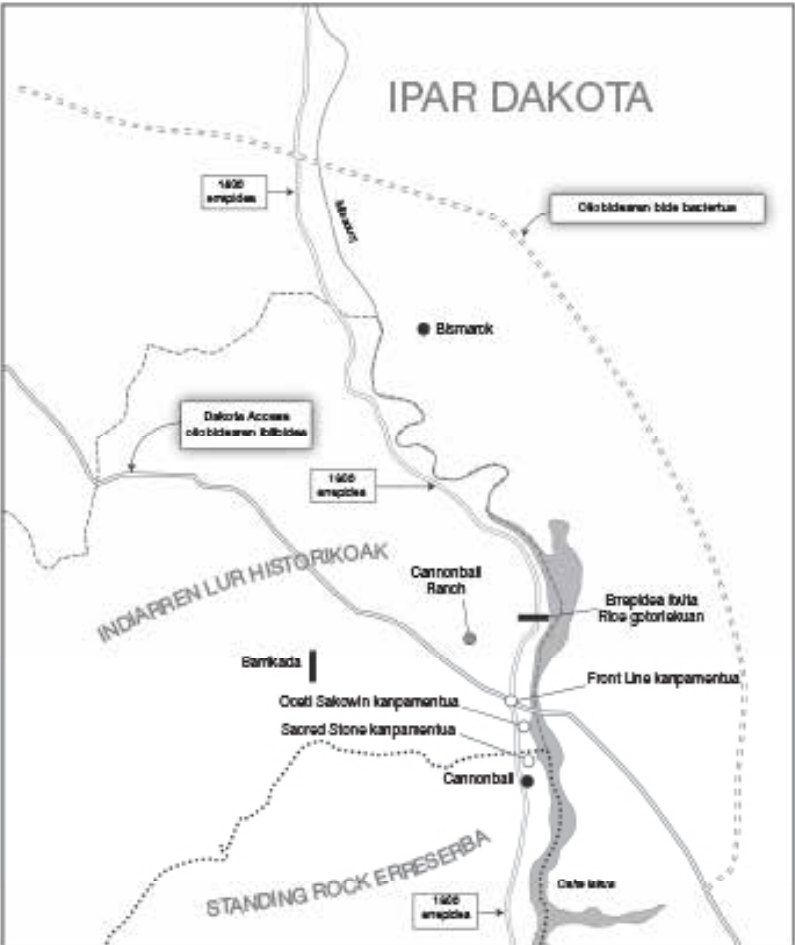 IPAR DAKOTA
1806
errepidea
Missouri
Olio bidearen bide baztertua
Bismarck
Dakota Access
olio bidearen ibilbidea
1806
errepidea
INDIARREN LUR HISTORIKOAK
Cannonball
Ranch
Errepidea itxita
Rice gotorlekuan
Barrikada
Front Line kanpamentua
Oceti Sakowin kanpamentua
Sacred Stone kanpamentua
Cannonball
STANDING ROCK ERRESERBA
Oahe lakua
1806
errepidea